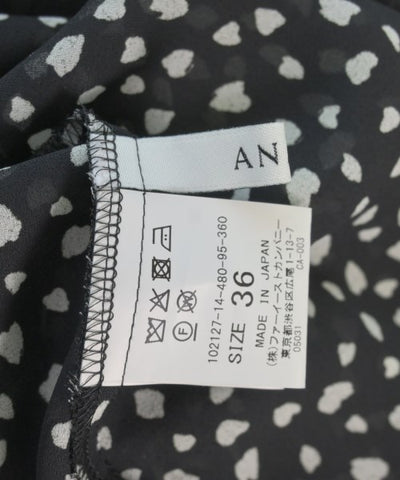 AN
102127-14-480-95-360
SIZE 36
MADE IN JAPAN
(株)ファーイーストカンパニー
東京都渋谷区広尾1-13-7
05031 CA-003